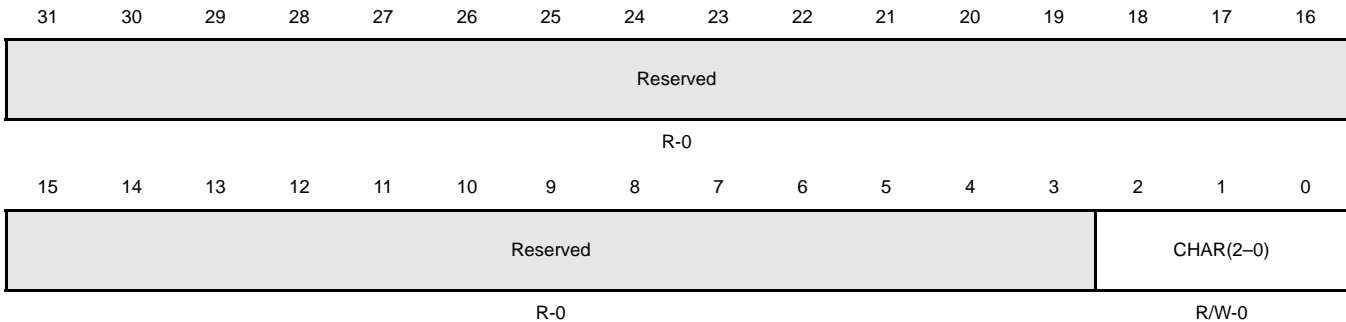 31 30 29 28 27 26 25 24 23 22 21 20 19 18 17 16
Reserved
R-0
15 14 13 12 11 10 9 8 7 6 5 4 3 2 1 0
Reserved CHAR(2–0)
R-0 R/W-0